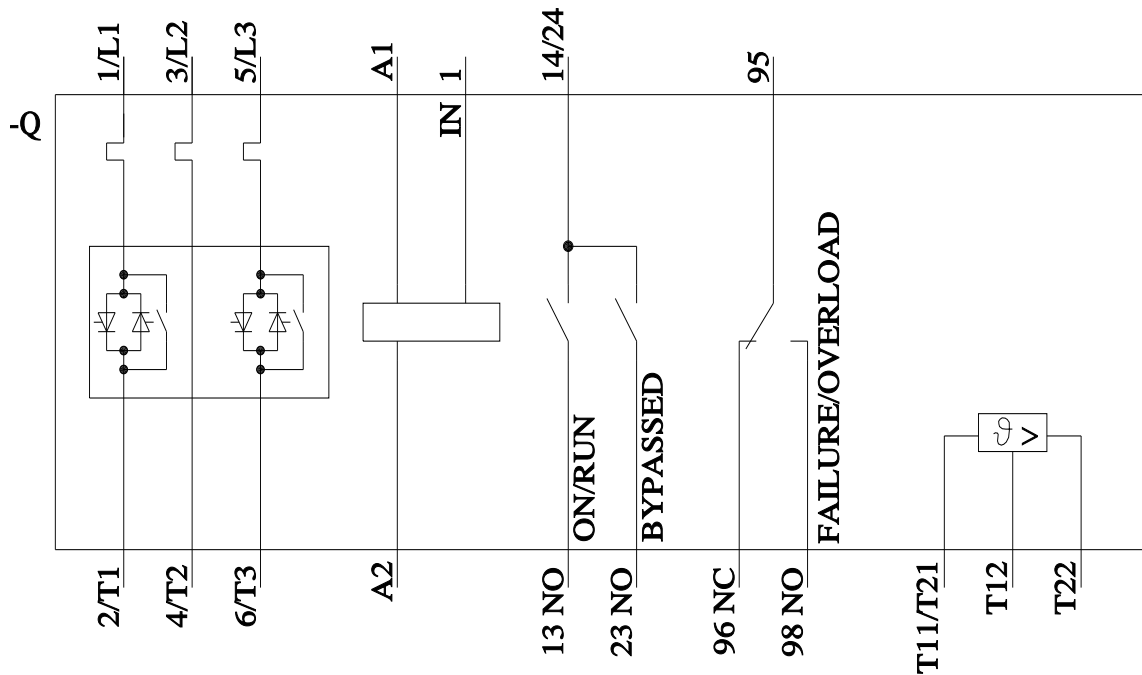 1/L1
3/L2
5/L3
A1
1
14/24
95
-Q
IN
ON/RUN
BYPASSED
FAILURE/OVERLOAD
ϑ >
2/T1
4/T2
6/T3
A2
13 NO
23 NO
96 NC
98 NO
T11/T21
T12
T22